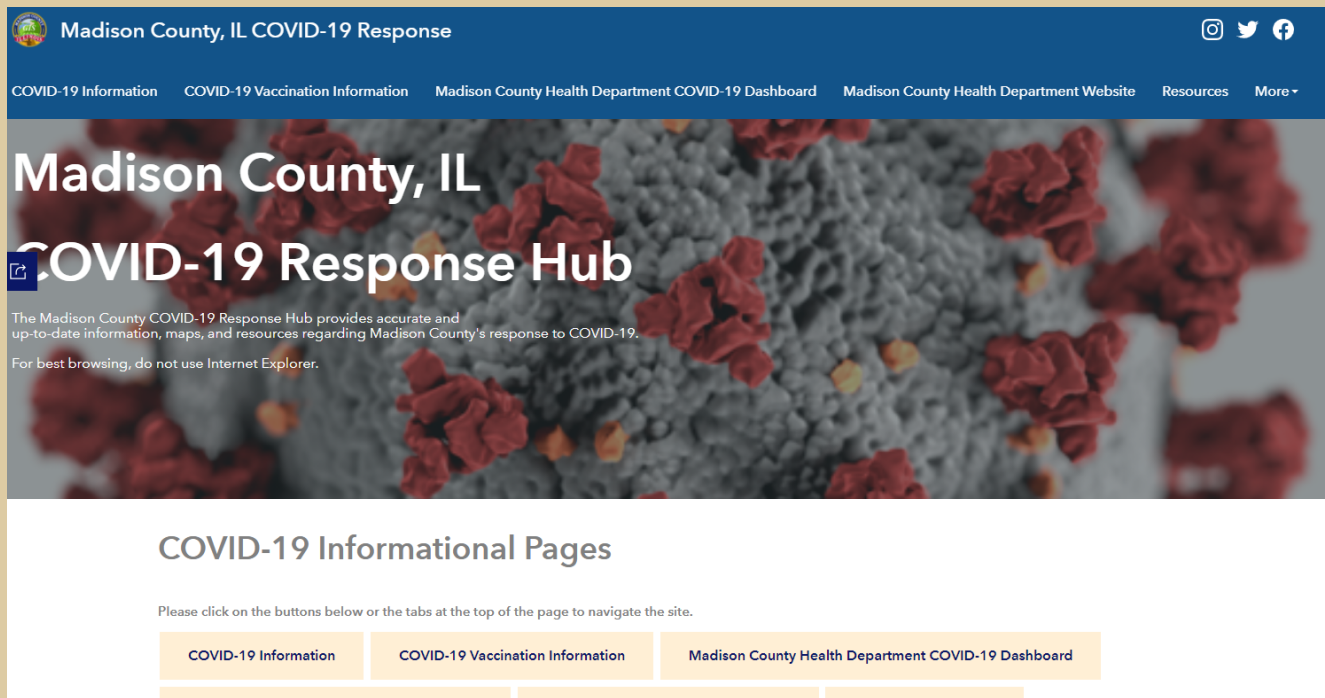 Madison County, IL COVID-19 Response
COVID-19 Information COVID-19 Vaccination Information Madison County Health Department COVID-19 Dashboard Madison County Health Department Website Resources More
Madison County, IL
COVID-19 Response Hub
The Madison County COVID-19 Response Hub provides accurate and
up-to-date information, maps, and resources regarding Madison County's response to COVID-19.
For best browsing, do not use Internet Explorer.
COVID-19 Informational Pages
Please click on the buttons below or the tabs at the top of the page to navigate the site.
COVID-19 Information COVID-19 Vaccination Information Madison County Health Department COVID-19 Dashboard